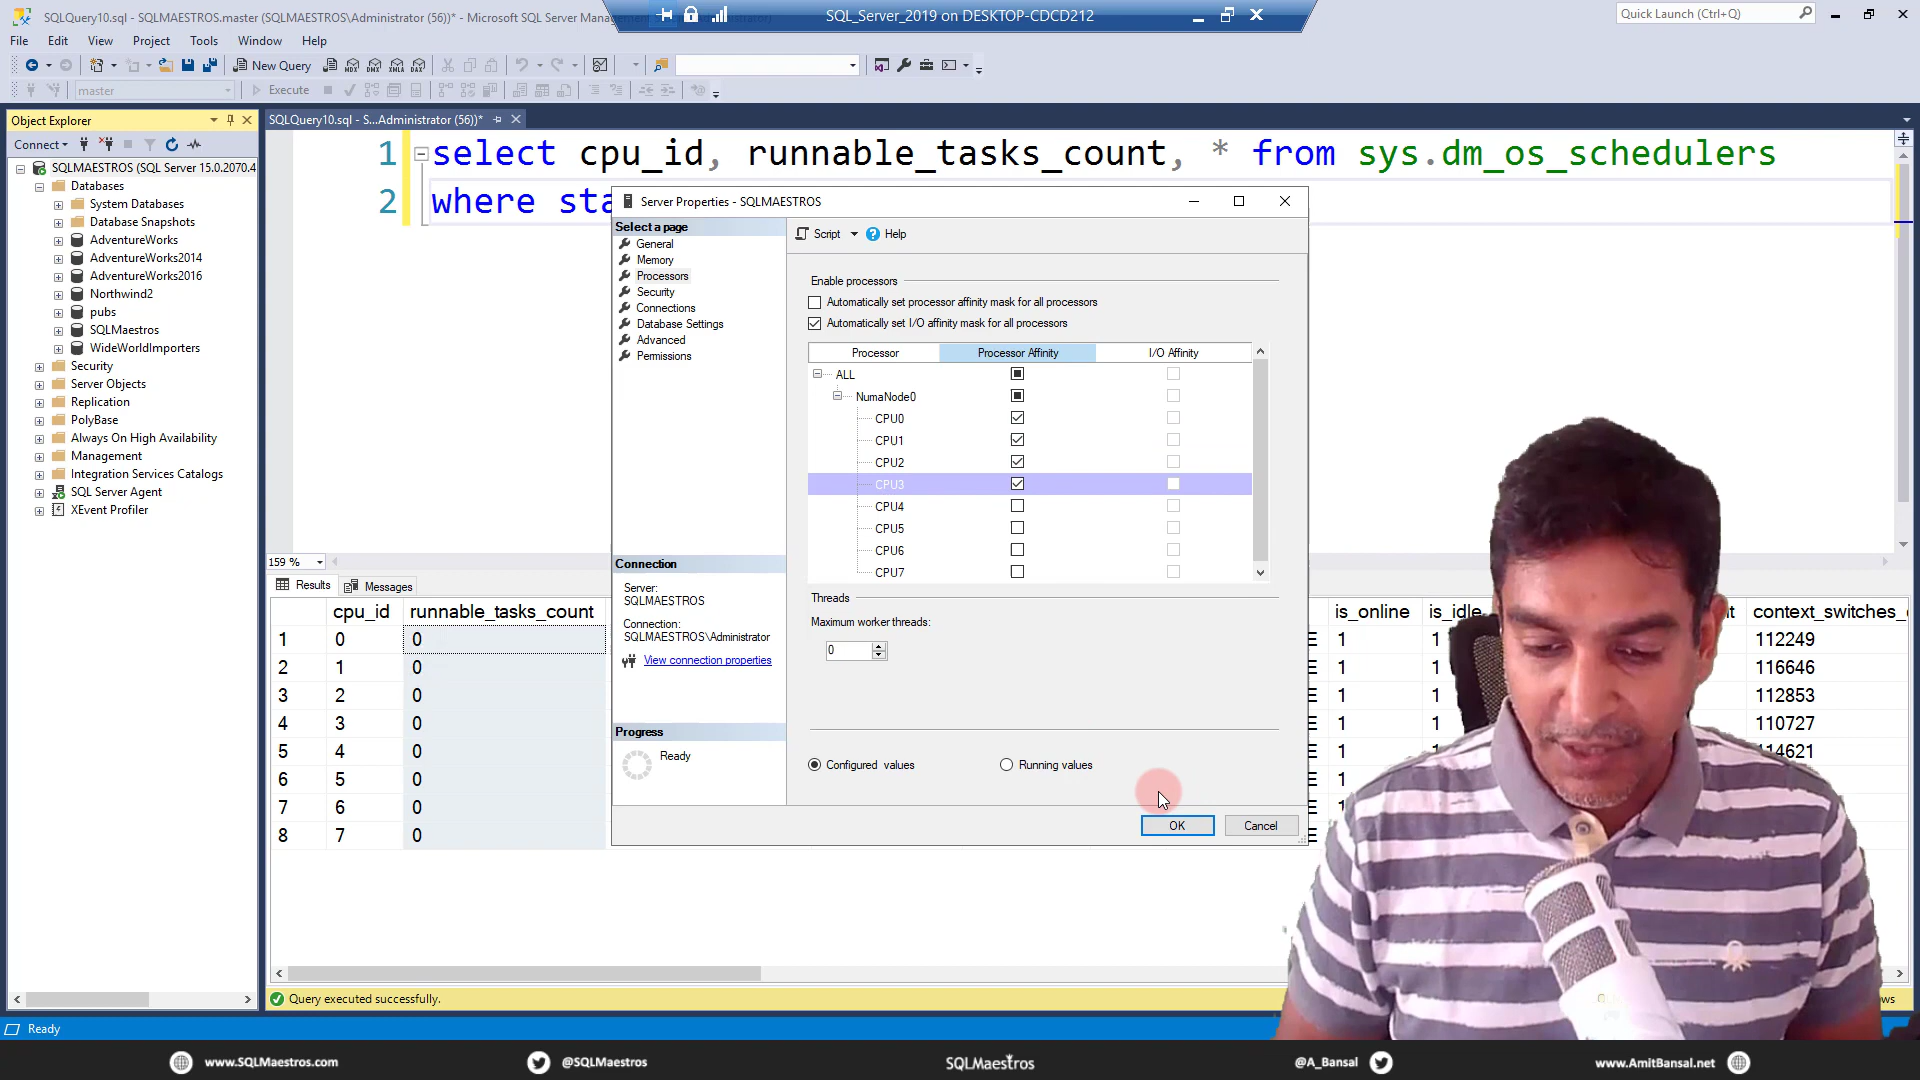 SQLQuery10.sql - SQLMAESTROS.master (SQLMAESTROS\Administrator (56))* - Microsoft SQL Server
SQL_Server_2019 on DESKTOP-CDCD212
Quick Launch (Ctrl+Q)
File Edit View Project Tools Window Help
New Query
MDX DMX XMLA DAX
master Execute
Object Explorer
SQLQuery10.sql - S...Administrator (56))*
Connect
SQLMAESTROS (SQL Server 15.0.2070.4
Databases
System Databases
Database Snapshots
AdventureWorks
AdventureWorks2014
AdventureWorks2016
Northwind2
pubs
SQLMaestros
WideWorldImporters
Security
Server Objects
Replication
PolyBase
Always On High Availability
Management
Integration Services Catalogs
SQL Server Agent
XEvent Profiler
1 select cpu_id, runnable_tasks_count, * from sys.dm_os_schedulers
2 where sta
Server Properties - SQLMAESTROS
Select a page
General
Memory
Processors
Security
Connections
Database Settings
Advanced
Permissions
Connection
Server:
SQLMAESTROS
Connection:
SQLMAESTROS\Administrator
View connection properties
Progress
Ready
Script Help
Enable processors
Automatically set processor affinity mask for all processors
Automatically set I/O affinity mask for all processors
Processor Processor Affinity I/O Affinity
ALL
NumaNode0
CPU0
CPU1
CPU2
CPU3
CPU4
CPU5
CPU6
CPU7
Threads
Maximum worker threads:
0
Configured values Running values
OK Cancel
159 %
Results Messages
cpu_id runnable_tasks_count is_online is_idle context_switches_
1 0 0 E 1 1 112249
2 1 0 E 1 1 116646
3 2 0 E 1 1 112853
4 3 0 E 1 1 110727
5 4 0 E 1 1 114621
6 5 0 E 1 1
7 6 0 E 1
8 7 0 E 1
Query executed successfully.
Ready
www.SQLMaestros.com @SQLMaestros SQLMaestros @A_Bansal www.AmitBansal.net